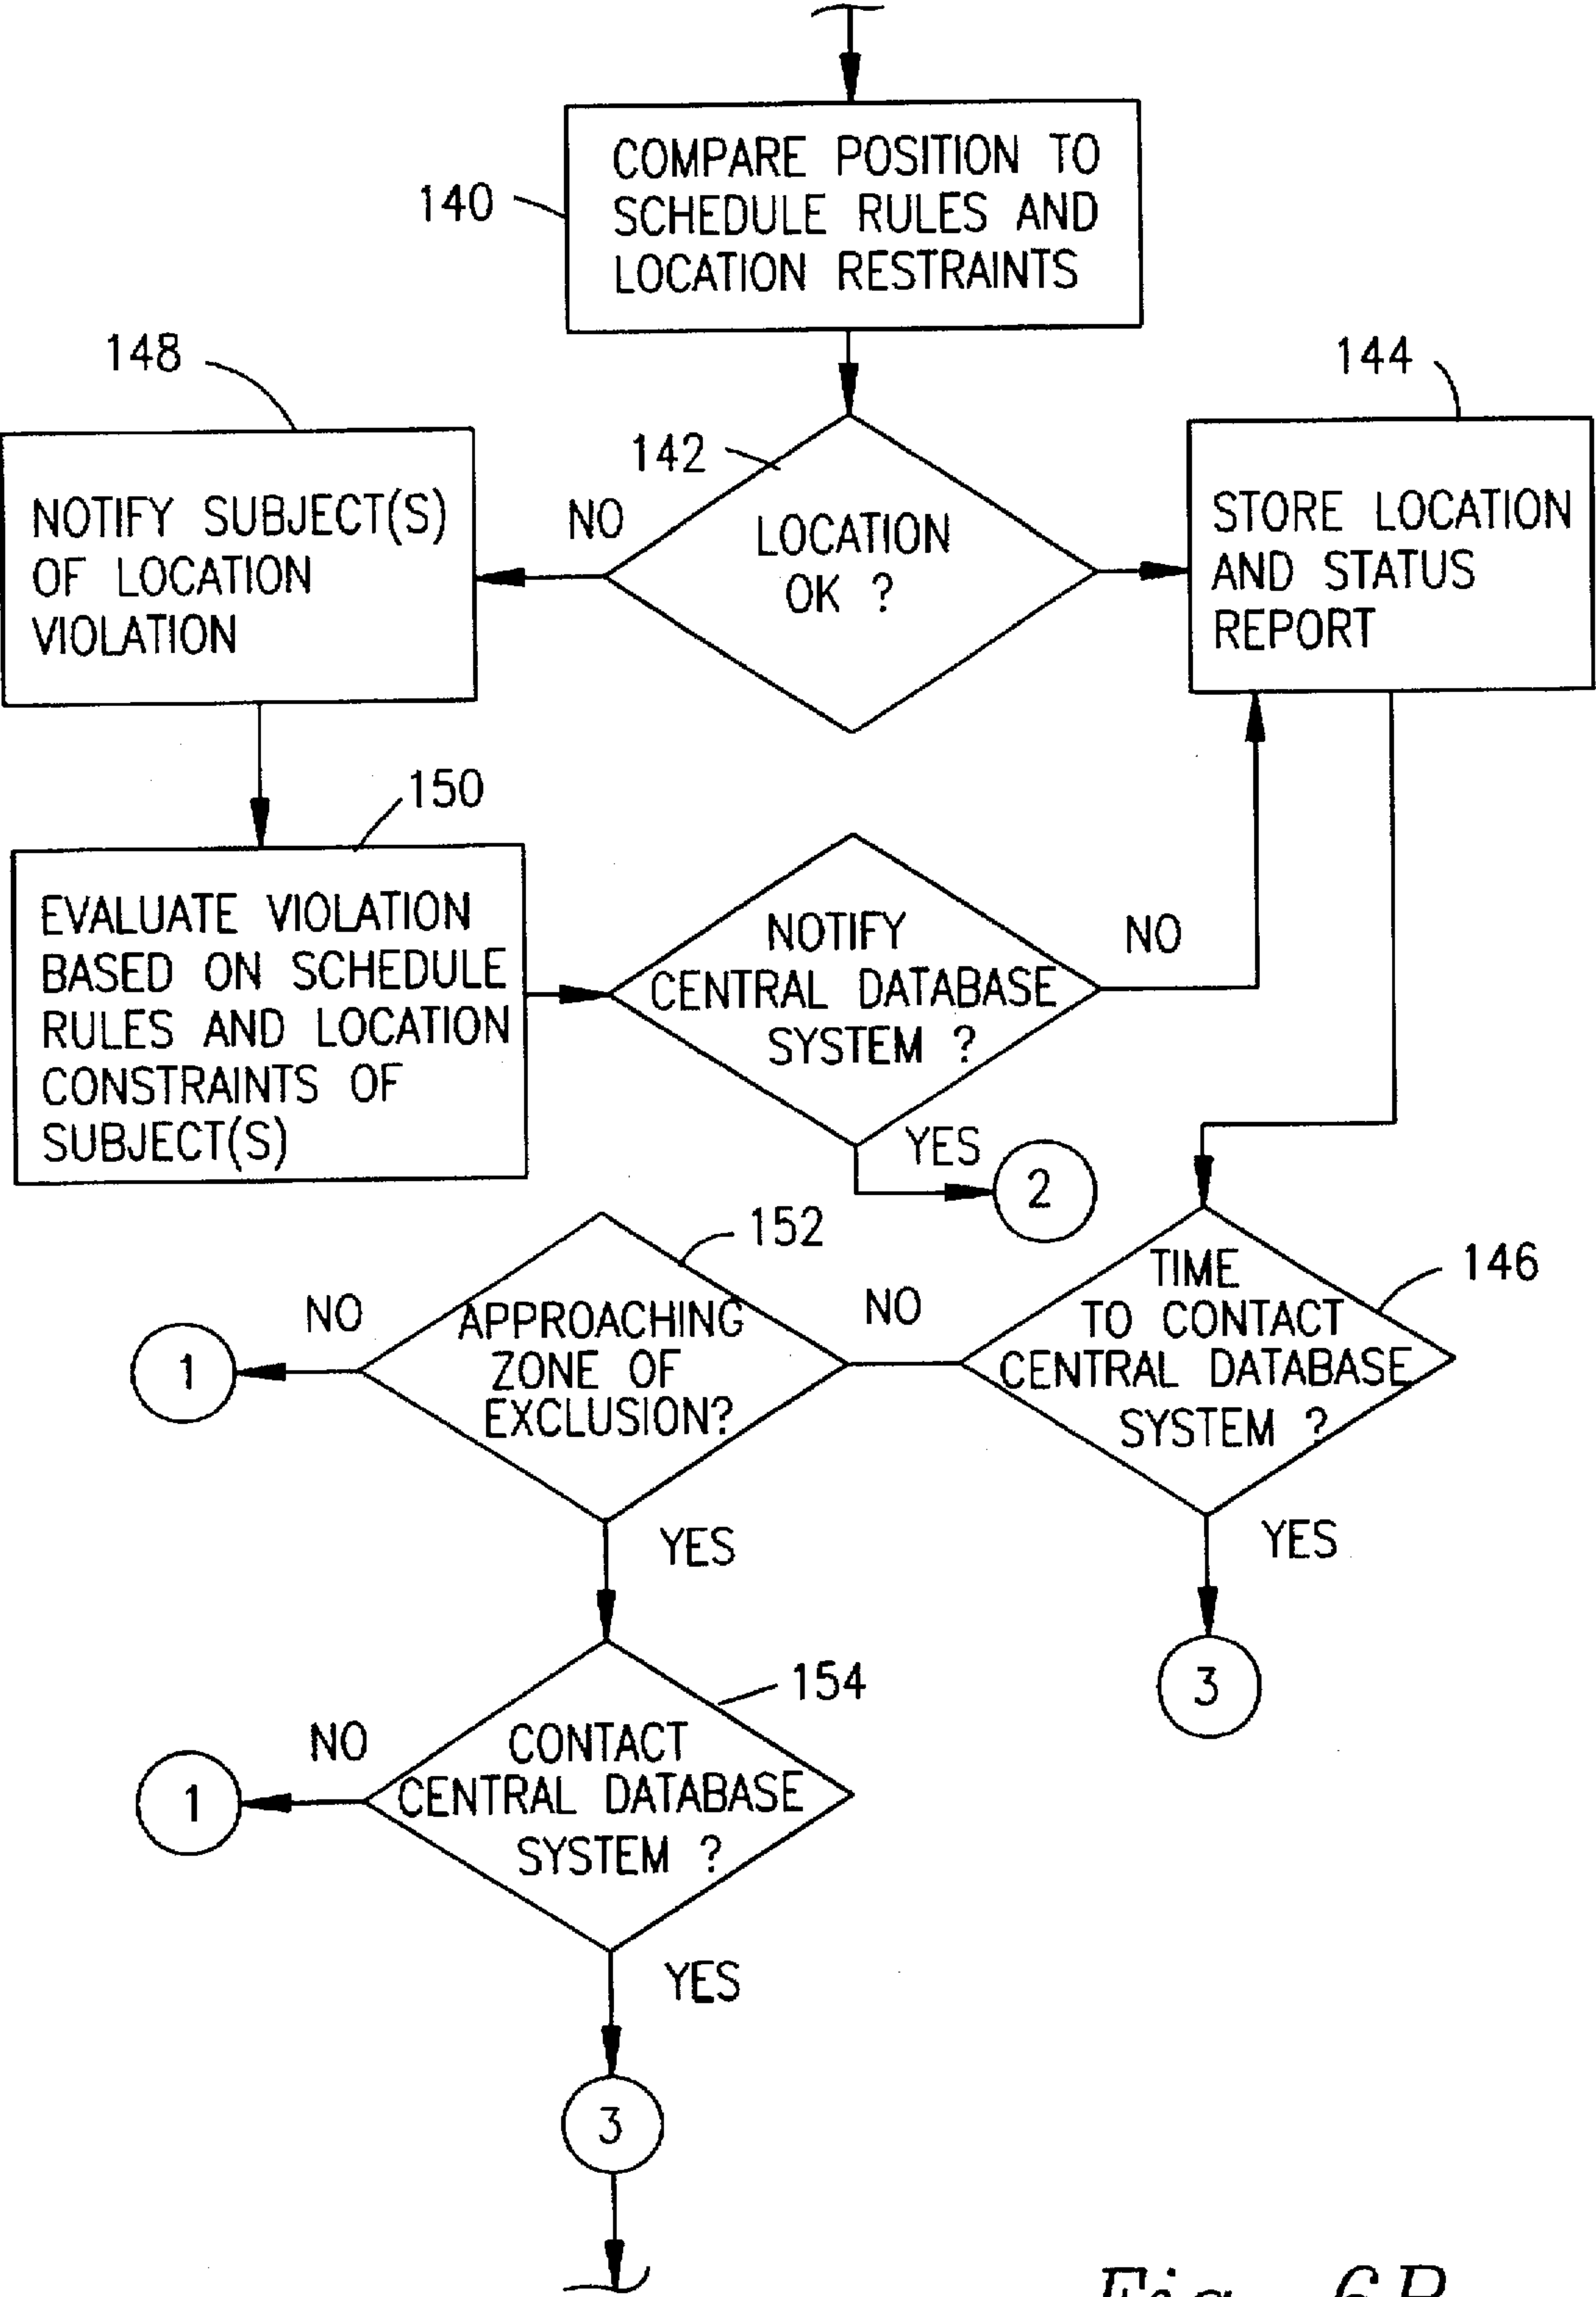 140
COMPARE POSITION TO
SCHEDULE RULES AND
LOCATION RESTRAINTS
148
144
142
NO
NOTIFY SUBJECT(S)
OF LOCATION
VIOLATION
LOCATION
OK ?
STORE LOCATION
AND STATUS
REPORT
150
EVALUATE VIOLATION
BASED ON SCHEDULE
RULES AND LOCATION
CONSTRAINTS OF
SUBJECT(S)
NOTIFY
CENTRAL DATABASE
SYSTEM ?
NO
YES
2
152
146
NO
APPROACHING
ZONE OF
EXCLUSION?
NO
TIME
TO CONTACT
CENTRAL DATABASE
SYSTEM ?
1
YES
YES
3
154
NO
CONTACT
CENTRAL DATABASE
SYSTEM ?
1
YES
3
Fig. 6B